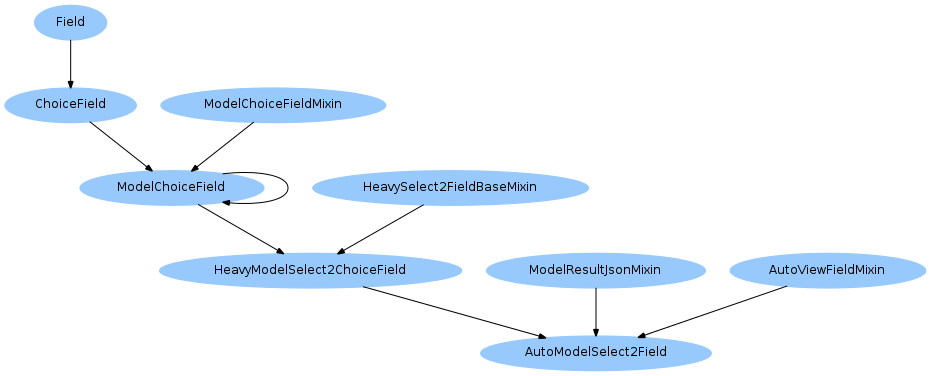 Field
ChoiceField
ModelChoiceFieldMixin
ModelChoiceField
HeavySelect2FieldBaseMixin
HeavyModelSelect2ChoiceField
ModelResultJsonMixin
AutoViewFieldMixin
AutoModelSelect2Field